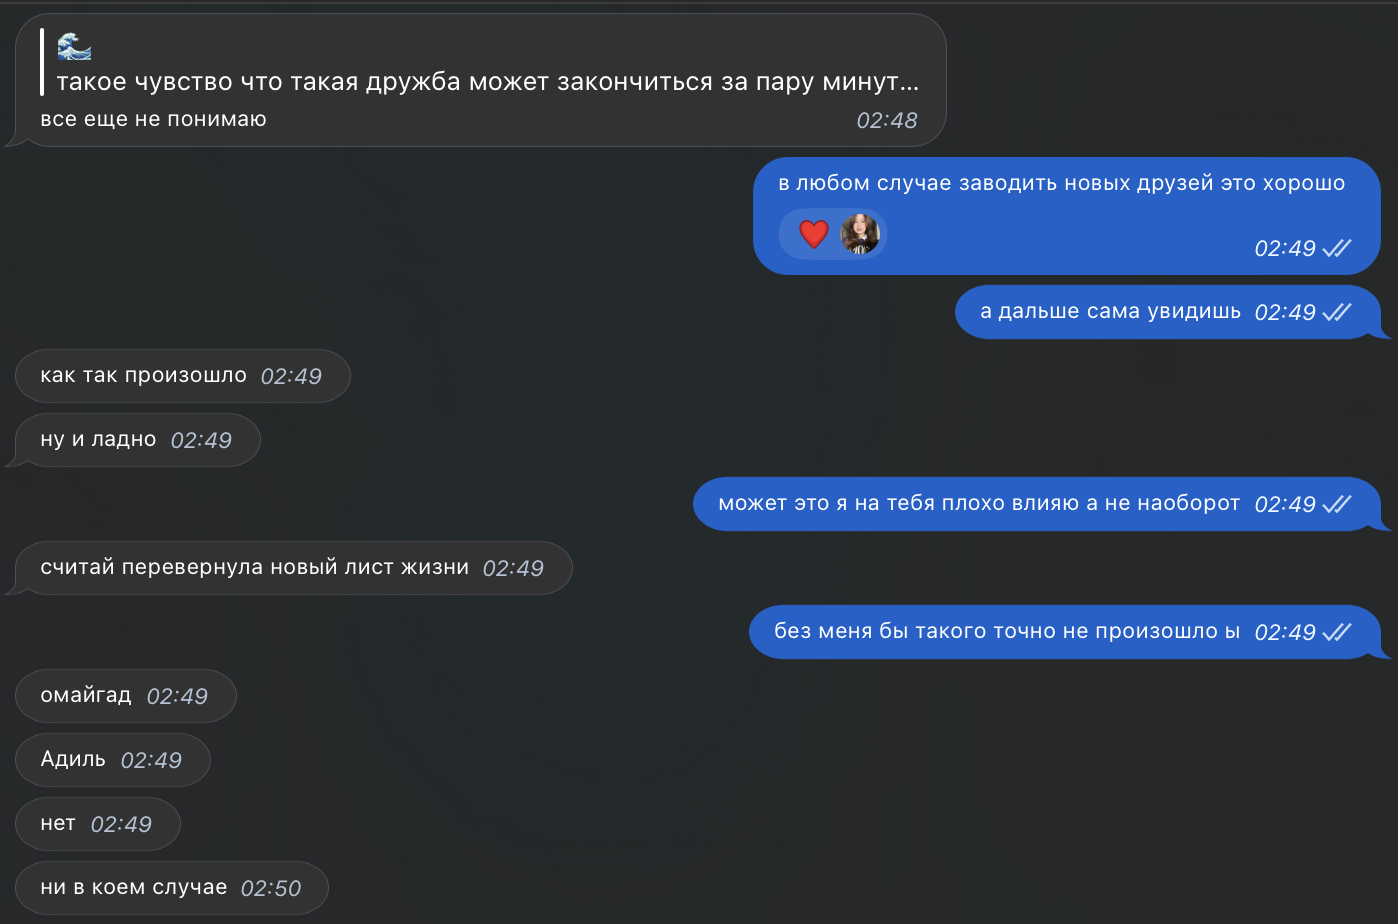 🌊
такое чувство что такая дружба может закончиться за пару минут...
все еще не понимаю 02:48
в любом случае заводить новых друзей это хорошо
❤️ 02:49
а дальше сама увидишь 02:49
как так произошло 02:49
ну и ладно 02:49
может это я на тебя плохо влияю а не наоборот 02:49
считай перевернула новый лист жизни 02:49
без меня бы такого точно не произошло ы 02:49
омайгад 02:49
Адиль 02:49
нет 02:49
ни в коем случае 02:50